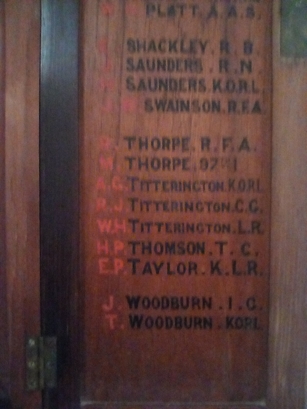 PLATT. A.A.S.
SHACKLEY. R.B.
J. SAUNDERS. R.N.
SAUNDERS. K.O.R.L
SWAINSON. R.F.A.
THORPE. R.F.A.
THORPE.
A.G. TITTERINGTON. K.O.R.L
R.J. TITTERINGTON. C.G.
W.H. TITTERINGTON. L.R.
H.P. THOMSON. T.C.
E.P. TAYLOR. K.L.R.
J. WOODBURN. I.G.
T. WOODBURN. K.O.R.L